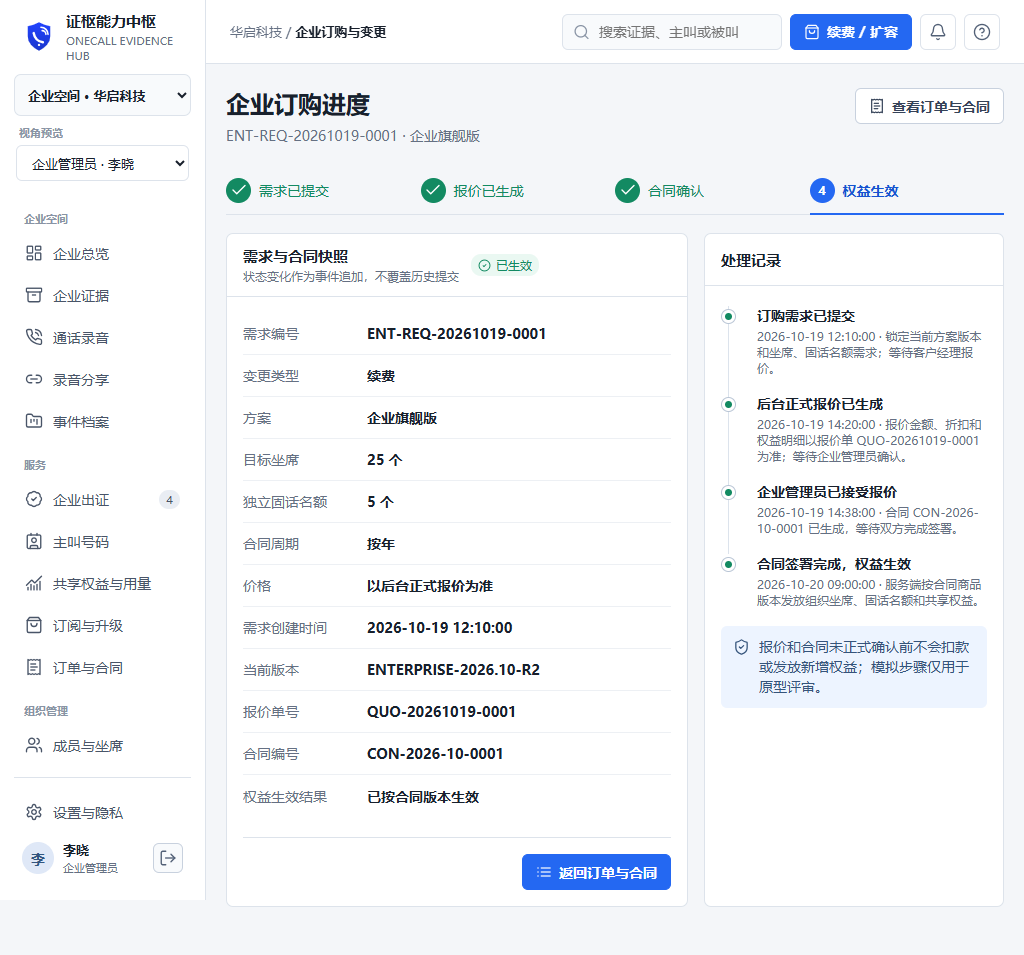 证枢能力中枢
ONECALL EVIDENCE
HUB
企业空间 • 华启科技
视角预览
企业管理员 · 李晓
企业空间
企业总览
企业证据
通话录音
录音分享
事件档案
服务
企业出证
4
主叫号码
共享权益与用量
订阅与升级
订单与合同
组织管理
成员与坐席
设置与隐私
李
李晓
企业管理员
华启科技 / 企业订购与变更
搜索证据、主叫或被叫
续费 / 扩容
企业订购进度
ENT-REQ-20261019-0001 · 企业旗舰版
查看订单与合同
需求已提交
报价已生成
合同确认
4 权益生效
需求与合同快照
状态变化作为事件追加，不覆盖历史提交
已生效
需求编号 ENT-REQ-20261019-0001
变更类型 续费
方案 企业旗舰版
目标坐席 25 个
独立固话名额 5 个
合同周期 按年
价格 以后台正式报价为准
需求创建时间 2026-10-19 12:10:00
当前版本 ENTERPRISE-2026.10-R2
报价单号 QUO-20261019-0001
合同编号 CON-2026-10-0001
权益生效结果 已按合同版本生效
返回订单与合同
处理记录
订购需求已提交
2026-10-19 12:10:00 · 锁定当前方案版本
和坐席、固话名额需求；等待客户经理报
价。
后台正式报价已生成
2026-10-19 14:20:00 · 报价金额、折扣和
权益明细以报价单 QUO-20261019-0001
为准；等待企业管理员确认。
企业管理员已接受报价
2026-10-19 14:38:00 · 合同 CON-2026-
10-0001 已生成，等待双方完成签署。
合同签署完成，权益生效
2026-10-20 09:00:00 · 服务端按合同商品
版本发放组织坐席、固话名额和共享权益。
报价和合同未正式确认前不会扣款
或发放新增权益；模拟步骤仅用于
原型评审。